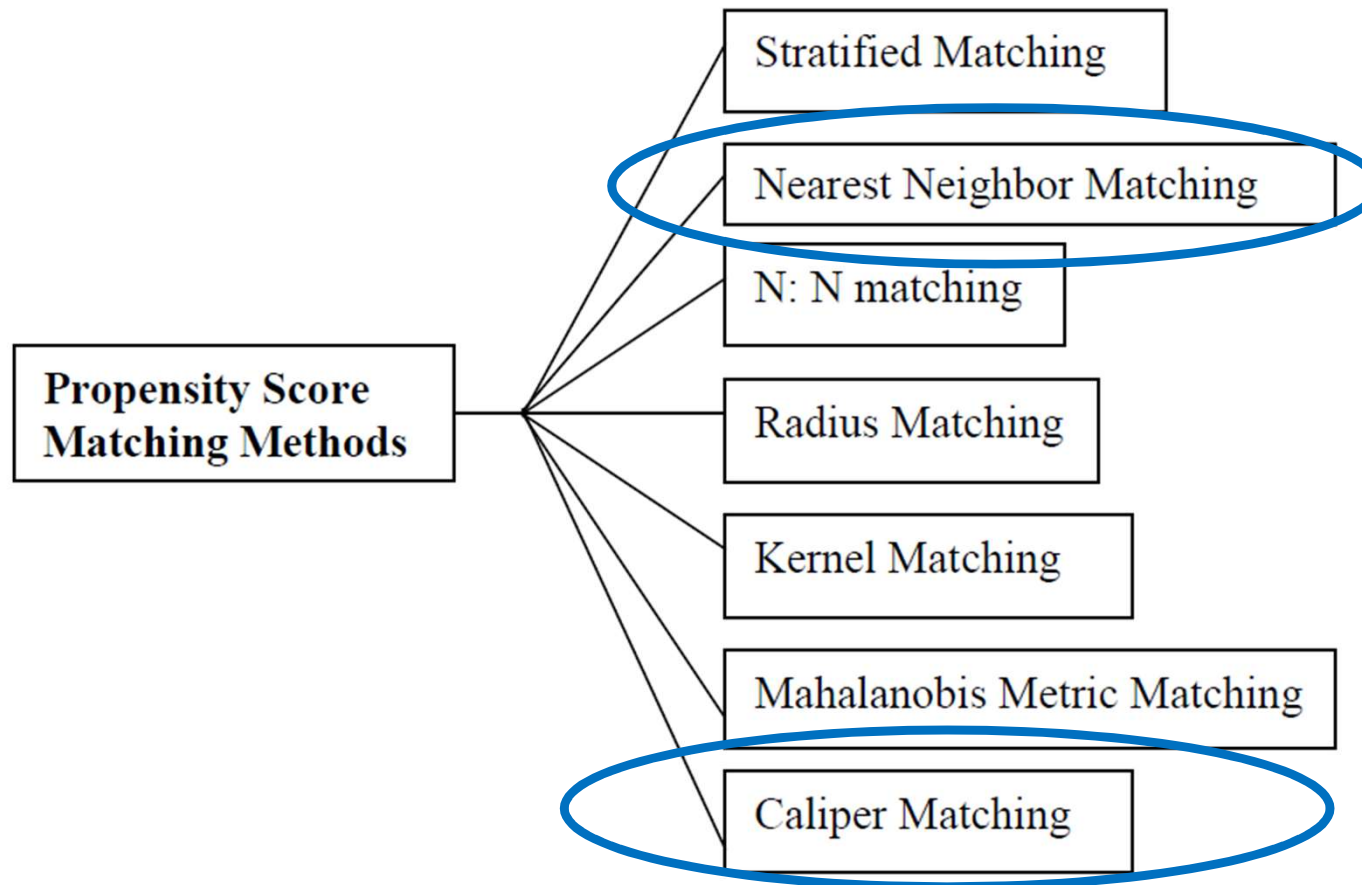 Stratified Matching
Nearest Neighbor Matching
N: N matching
Propensity Score
Matching Methods
Radius Matching
Kernel Matching
Mahalanobis Metric Matching
Caliper Matching